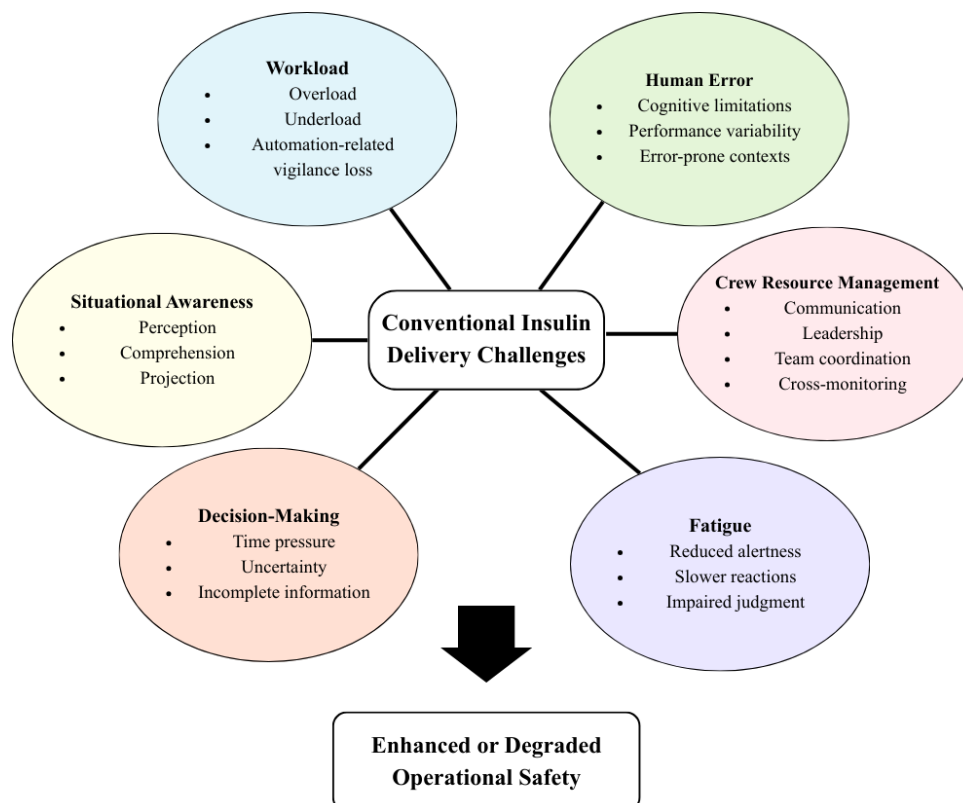 Workload
• Overload
• Underload
• Automation-related
vigilance loss
Human Error
• Cognitive limitations
• Performance variability
• Error-prone contexts
Situational Awareness
• Perception
• Comprehension
• Projection
Conventional Insulin
Delivery Challenges
Crew Resource Management
• Communication
• Leadership
• Team coordination
• Cross-monitoring
Decision-Making
• Time pressure
• Uncertainty
• Incomplete information
Fatigue
• Reduced alertness
• Slower reactions
• Impaired judgment
Enhanced or Degraded
Operational Safety